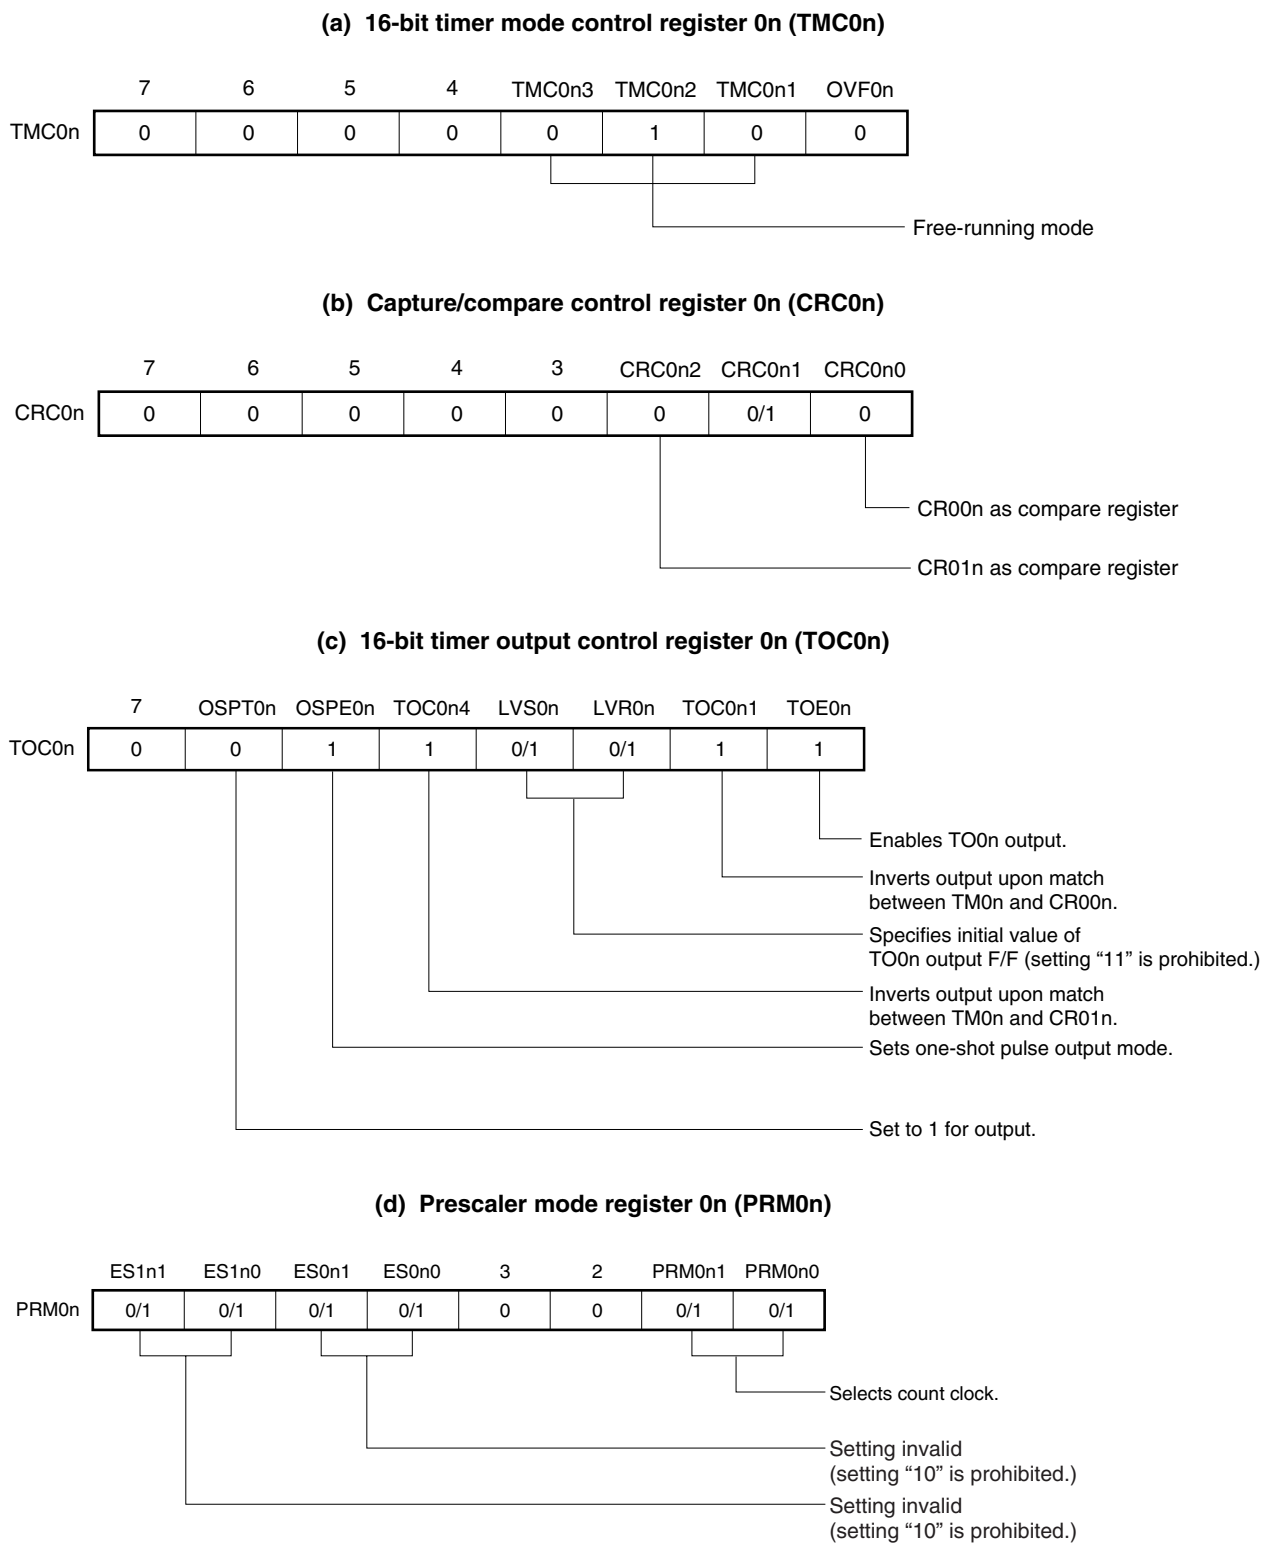 (a) 16-bit timer mode control register 0n (TMC0n)
7 6 5 4 TMC0n3 TMC0n2 TMC0n1 OVF0n
TMC0n 0 0 0 0 0 1 0 0
Free-running mode
(b) Capture/compare control register 0n (CRC0n)
7 6 5 4 3 CRC0n2 CRC0n1 CRC0n0
CRC0n 0 0 0 0 0 0 0/1 0
CR00n as compare register
CR01n as compare register
(c) 16-bit timer output control register 0n (TOC0n)
7 OSPT0n OSPE0n TOC0n4 LVS0n LVR0n TOC0n1 TOE0n
TOC0n 0 0 1 1 0/1 0/1 1 1
Enables TO0n output.
Inverts output upon match
between TM0n and CR00n.
Specifies initial value of
TO0n output F/F (setting “11” is prohibited.)
Inverts output upon match
between TM0n and CR01n.
Sets one-shot pulse output mode.
Set to 1 for output.
(d) Prescaler mode register 0n (PRM0n)
ES1n1 ES1n0 ES0n1 ES0n0 3 2 PRM0n1 PRM0n0
PRM0n 0/1 0/1 0/1 0/1 0 0 0/1 0/1
Selects count clock.
Setting invalid
(setting “10” is prohibited.)
Setting invalid
(setting “10” is prohibited.)